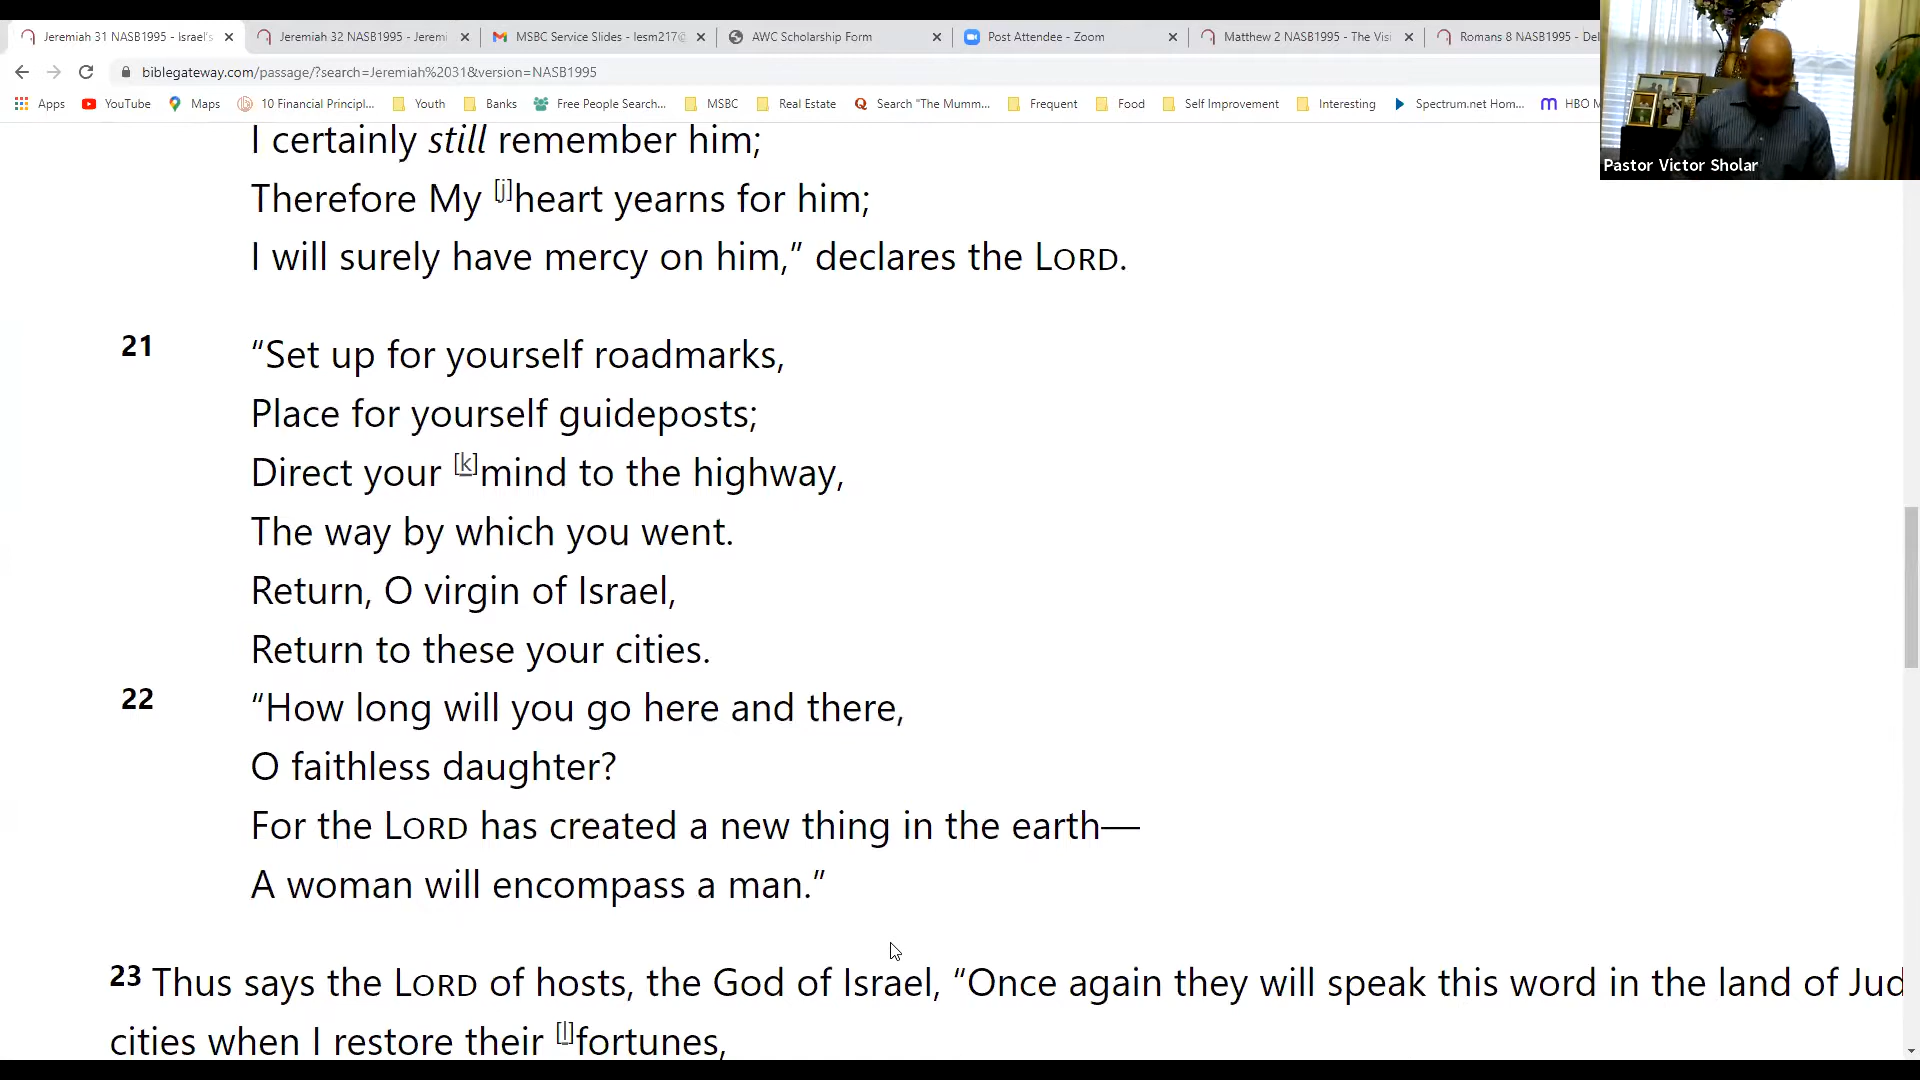 Jeremiah 31 NASB1995 - Israel's
Jeremiah 32 NASB1995 - Jeremi
MSBC Service Slides - lesm217@
AWC Scholarship Form
Post Attendee - Zoom
Matthew 2 NASB1995 - The Visi
Romans 8 NASB1995 - Del
biblegateway.com/passage/?search=Jeremiah%2031&version=NASB1995
Apps
YouTube
Maps
10 Financial Principl...
Youth
Banks
Free People Search...
MSBC
Real Estate
Search "The Mumm...
Frequent
Food
Self Improvement
Interesting
Spectrum.net Hom...
HBO M
Pastor Victor Sholar
I certainly still remember him;
Therefore My [j]heart yearns for him;
I will surely have mercy on him,” declares the LORD.
21 “Set up for yourself roadmarks,
Place for yourself guideposts;
Direct your [k]mind to the highway,
The way by which you went.
Return, O virgin of Israel,
Return to these your cities.
22 “How long will you go here and there,
O faithless daughter?
For the LORD has created a new thing in the earth—
A woman will encompass a man.”
23 Thus says the LORD of hosts, the God of Israel, “Once again they will speak this word in the land of Jud
cities when I restore their [l]fortunes,